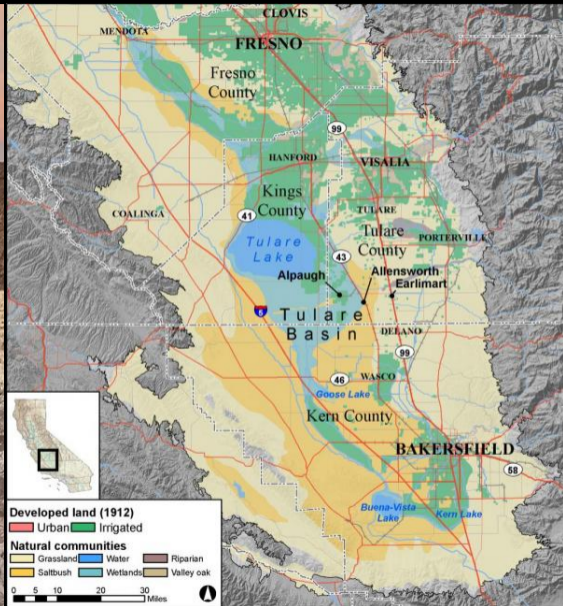 CLOVIS
MENDOTA
FRESNO
Fresno
County
99
HANFORD
VISALIA
Kings
County
COALINGA
41
TULARE
Tulare
County
PORTERVILLE
Tulare
Lake
43
Alpaugh
Allensworth
Earlimart
5
Tulare
Basin
DELANO
99
46
WASCO
Goose Lake
Kern County
BAKERSFIELD
58
Buena-Vista
Lake
Kern Lake
Developed land (1912)
Urban Irrigated
Natural communities
Grassland Water Riparian
Saltbush Wetlands Valley oak
0 5 10 20 30
Miles